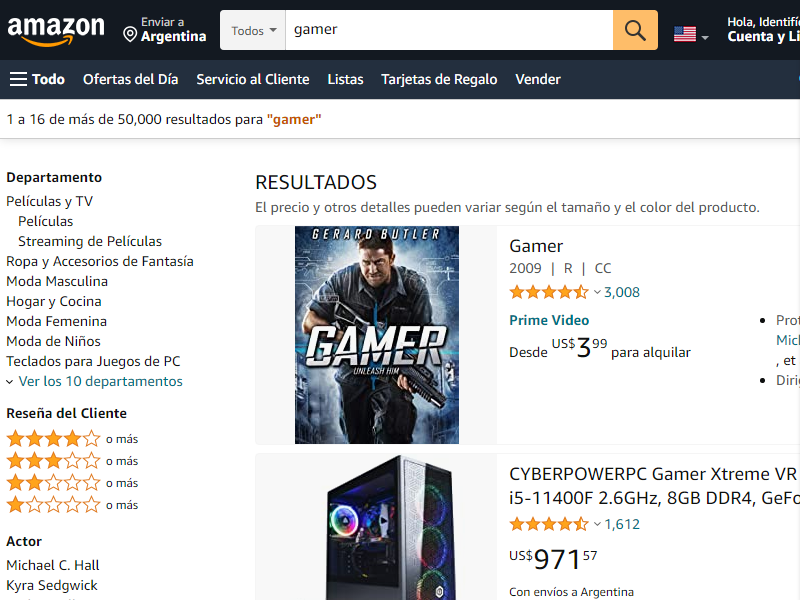 amazon
Enviar a
Argentina
Todos
gamer
Hola, Identifí
Cuenta y Li
Todo
Ofertas del Día
Servicio al Cliente
Listas
Tarjetas de Regalo
Vender
1 a 16 de más de 50,000 resultados para "gamer"
Departamento
Películas y TV
Películas
Streaming de Películas
Ropa y Accesorios de Fantasía
Moda Masculina
Hogar y Cocina
Moda Femenina
Moda de Niños
Teclados para Juegos de PC
Ver los 10 departamentos
Reseña del Cliente
o más
o más
o más
o más
Actor
Michael C. Hall
Kyra Sedgwick
RESULTADOS
El precio y otros detalles pueden variar según el tamaño y el color del producto.
GERARD BUTLER
GAMER
UNLEASH HIM
Gamer
2009 | R | CC
3,008
Prime Video
Desde US$3 99 para alquilar
Prot
Mich
, et
Dirig
CYBERPOWERPC Gamer Xtreme VR
i5-11400F 2.6GHz, 8GB DDR4, GeFo
1,612
US$971 57
Con envíos a Argentina